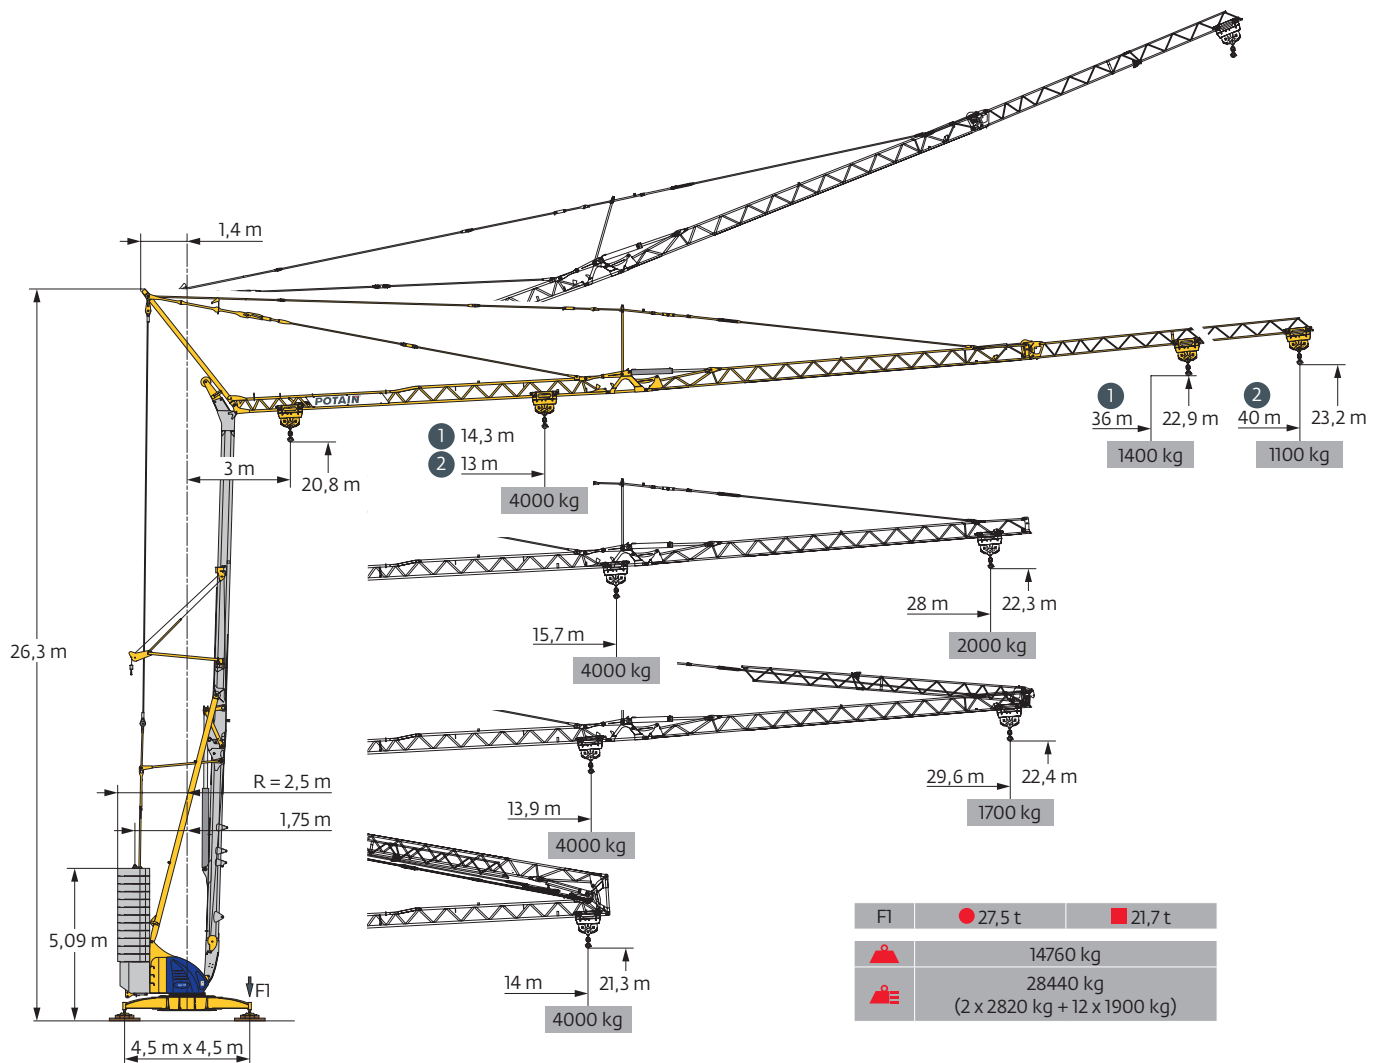 1,4 m
POTAIN
1
14,3 m
2
13 m
4000 kg
3 m
20,8 m
1
36 m
22,9 m
1400 kg
2
40 m
23,2 m
1100 kg
15,7 m
4000 kg
28 m
22,3 m
2000 kg
26,3 m
R = 2,5 m
1,75 m
13,9 m
4000 kg
29,6 m
22,4 m
1700 kg
5,09 m
14 m
21,3 m
4000 kg
F1
4,5 m x 4,5 m
F1 27,5 t 21,7 t
14760 kg
28440 kg
(2 x 2820 kg + 12 x 1900 kg)